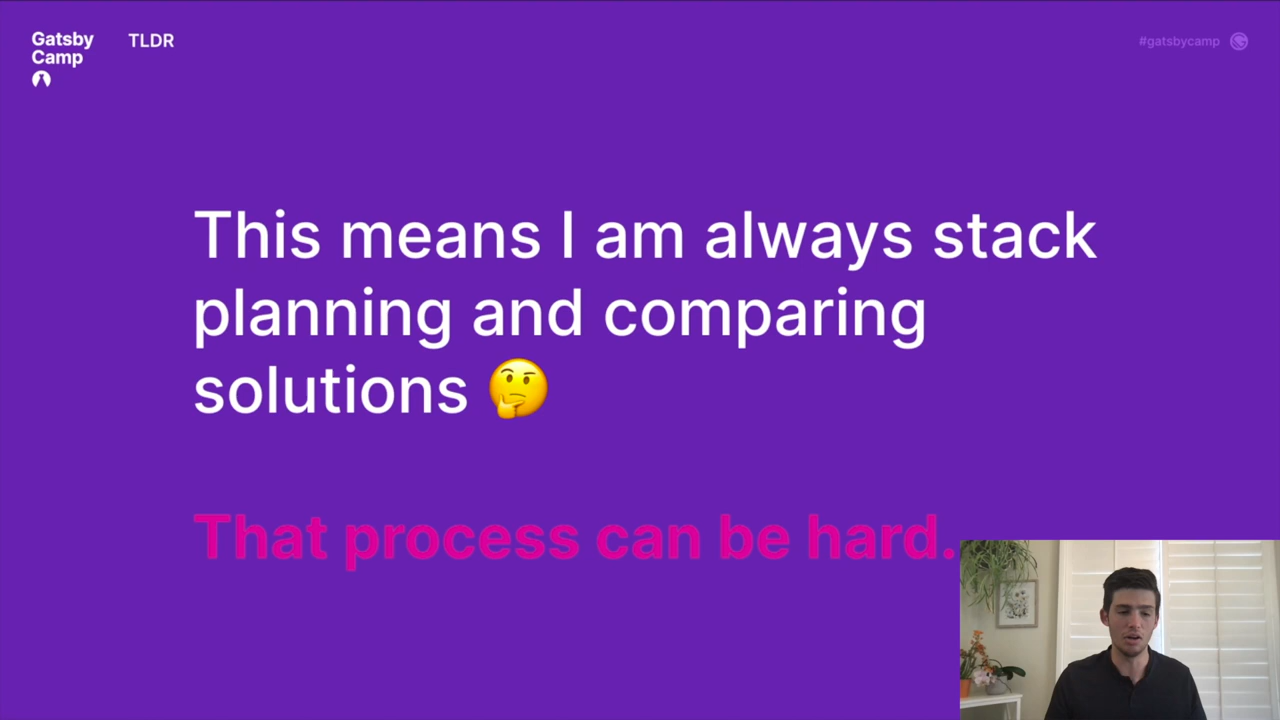 Gatsby
Camp
TLDR
#gatsbycamp
This means I am always stack
planning and comparing
solutions 🤔
That process can be hard.